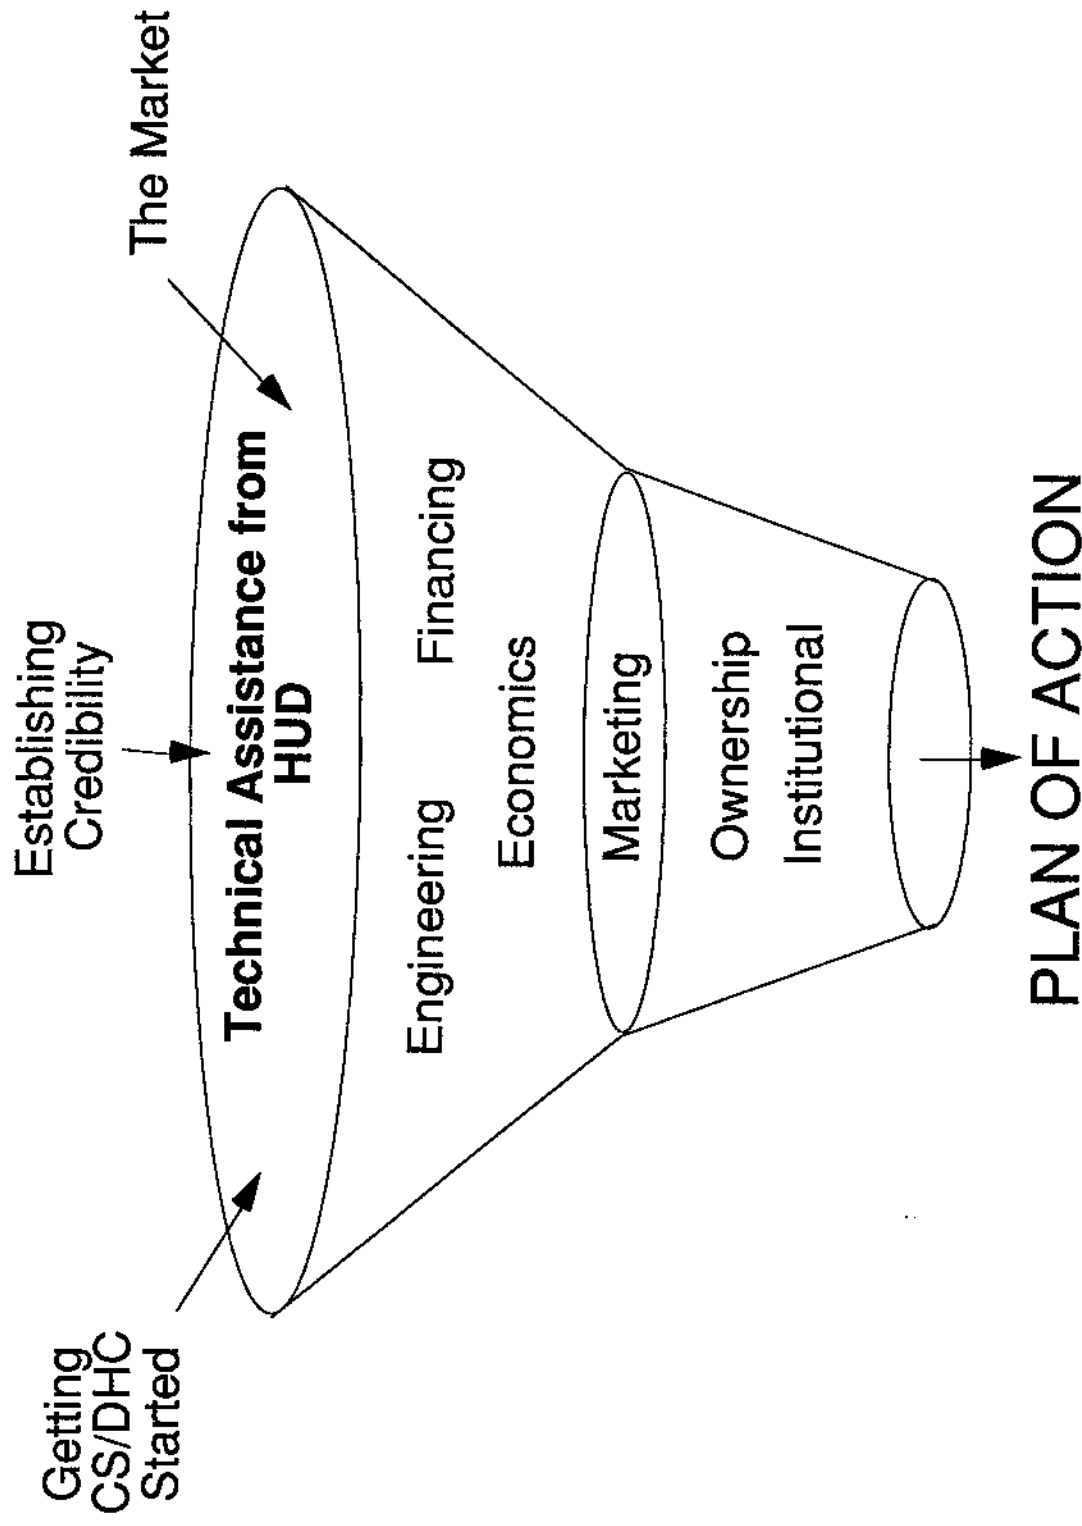 Getting
CS/DHC
Started
Establishing
Credibility
The Market
Technical Assistance from
HUD
Engineering
Financing
Economics
Marketing
Ownership
Institutional
PLAN OF ACTION